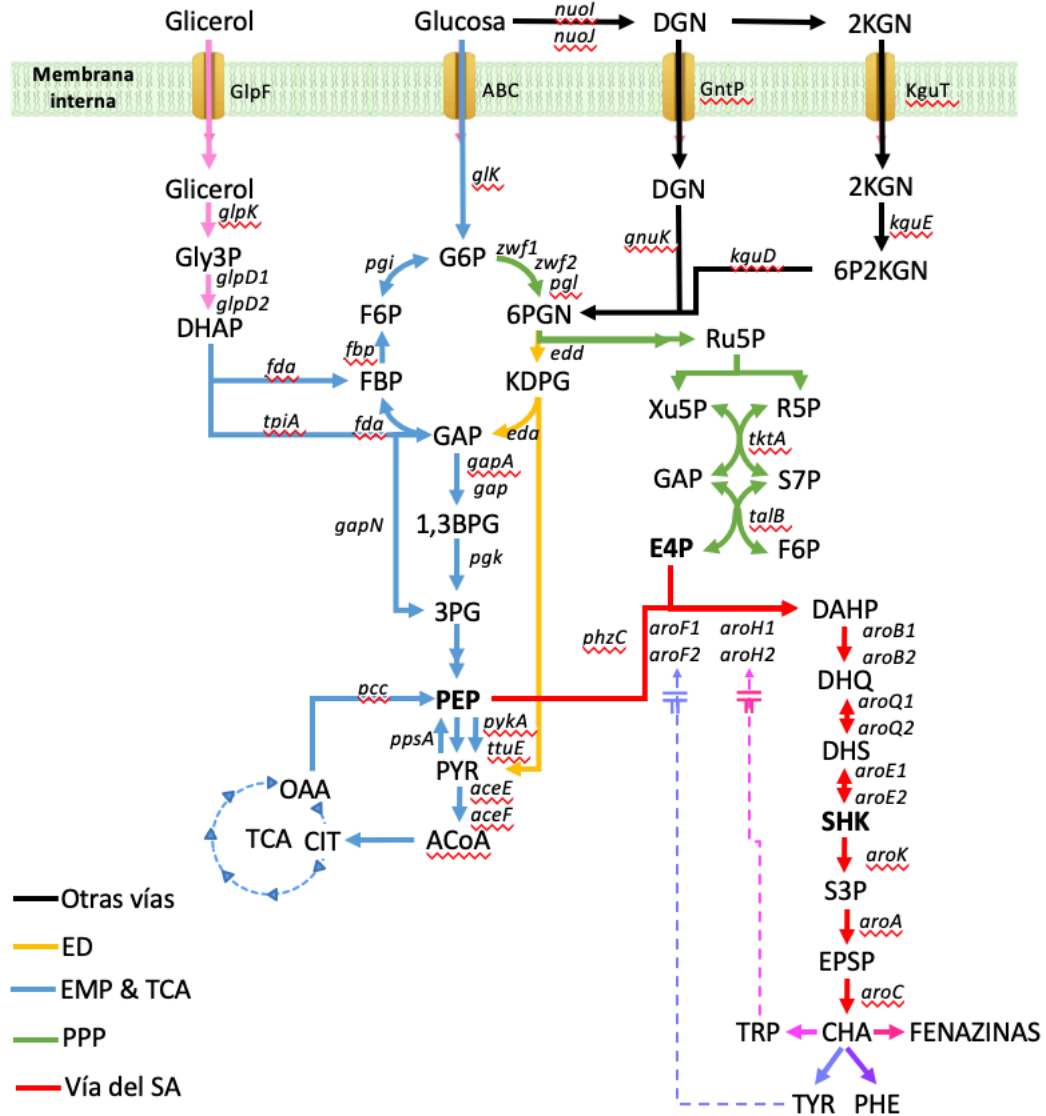 Glicerol
Glucosa
nuoI
nuoJ
DGN
2KGN
Membrana
interna
GlpF
ABC
GntP
KguT
Glicerol
glK
DGN
2KGN
glpK
gnuK
kguE
Gly3P
pgi
G6P
zwf1
zwf2
pgl
kguD
6P2KGN
glpD1
glpD2
DHAP
F6P
6PGN
fbp
edd
Ru5P
fda
FBP
KDPG
Xu5P
R5P
tpiA
fda
GAP
eda
tktA
gapA
gap
GAP
S7P
gapN
1,3BPG
talB
pgk
E4P
F6P
3PG
DAHP
phzC
aroF1
aroF2
aroH1
aroH2
aroB1
aroB2
DHQ
pcc
PEP
aroQ1
aroQ2
ppsA
pykA
ttuE
DHS
PYR
aroE1
aroE2
OAA
aceE
aceF
SHK
TCA
CIT
ACoA
aroK
S3P
Otras vías
aroA
ED
EPSP
EMP & TCA
aroC
PPP
TRP
CHA
FENAZINAS
Vía del SA
TYR
PHE